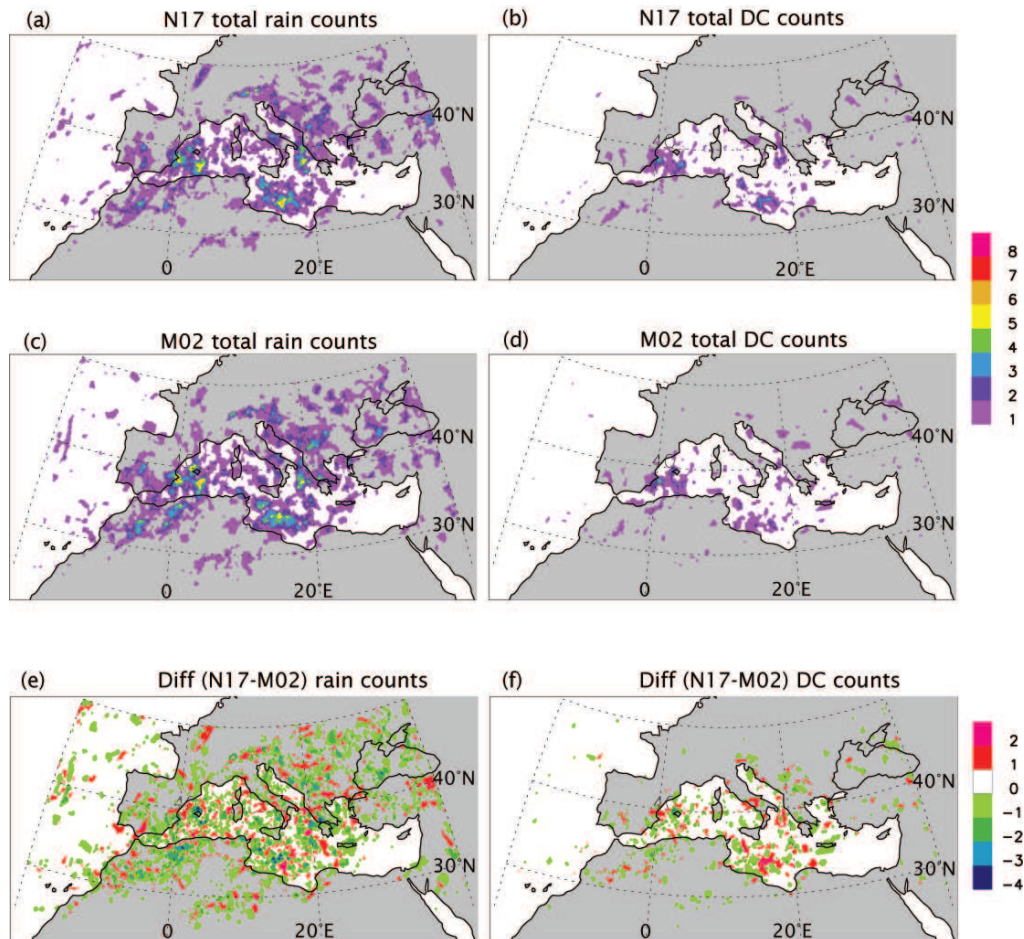 (a) N17 total rain counts
(b) N17 total DC counts
40°N
30°N
0
20°E
40°N
30°N
0
20°E
8
7
6
5
4
3
2
1
(c) M02 total rain counts
(d) M02 total DC counts
40°N
30°N
0
20°E
40°N
30°N
0
20°E
(e) Diff (N17-M02) rain counts
(f) Diff (N17-M02) DC counts
40°N
30°N
0
20°E
40°N
30°N
0
20°E
2
1
0
-1
-2
-3
-4